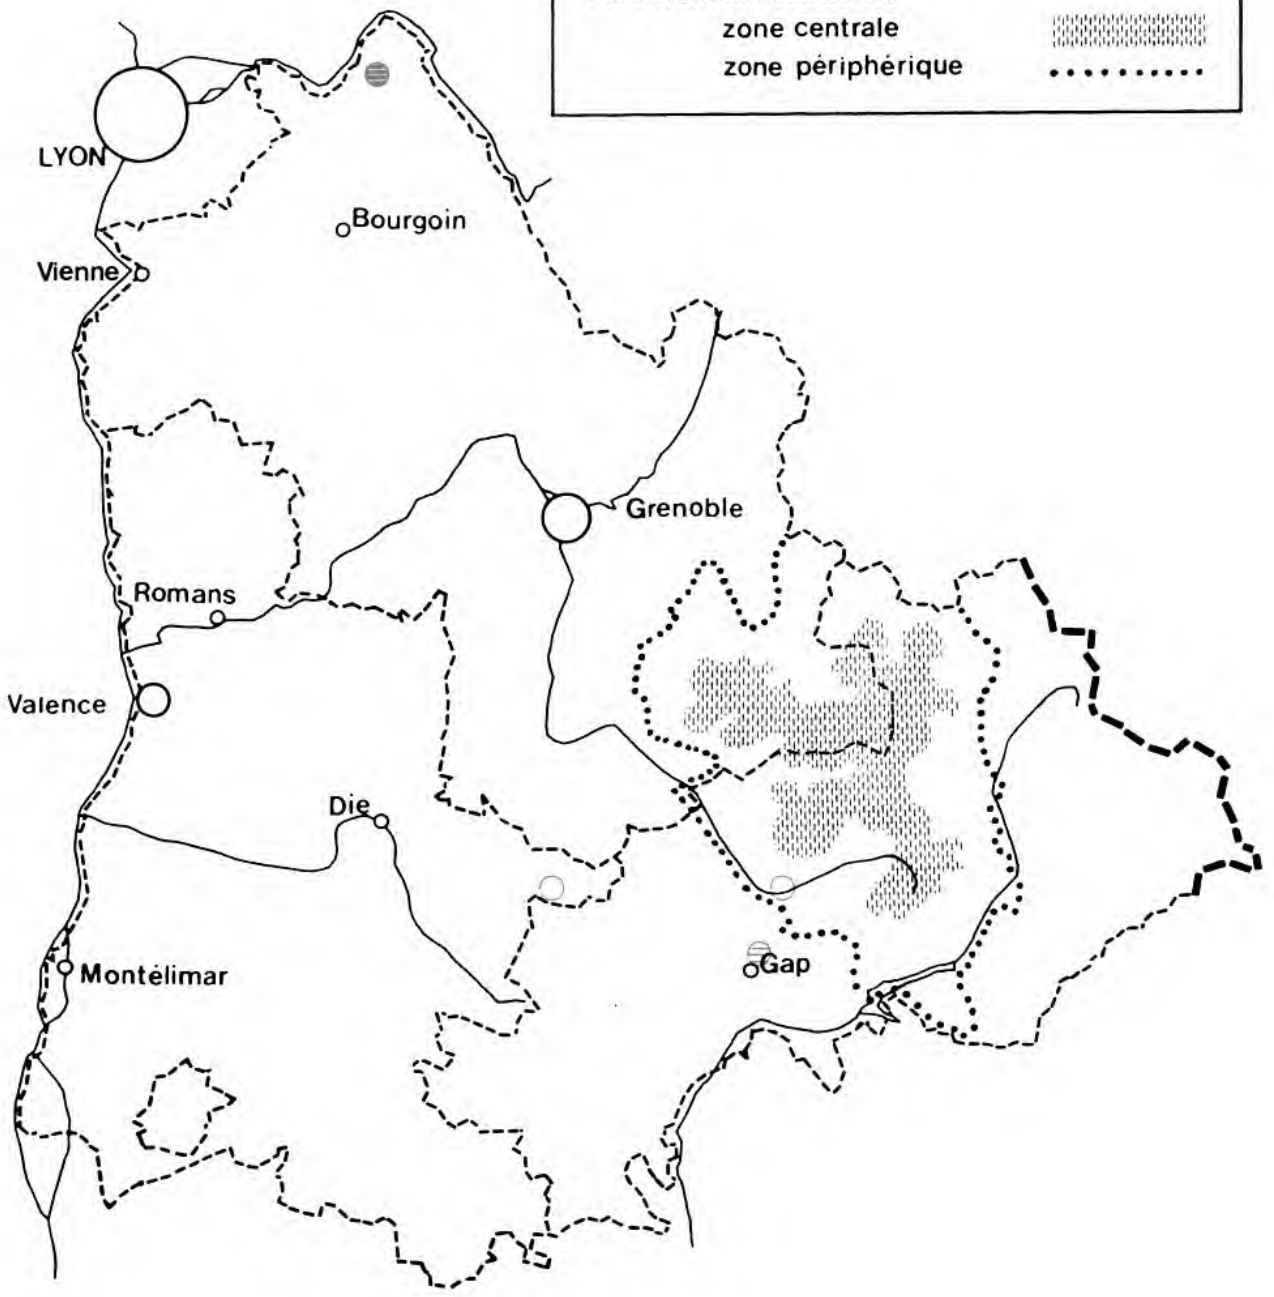 zone centrale
zone périphérique
LYON
Bourgoin
Vienne
Grenoble
Romans
Valence
Die
Gap
Montélimar